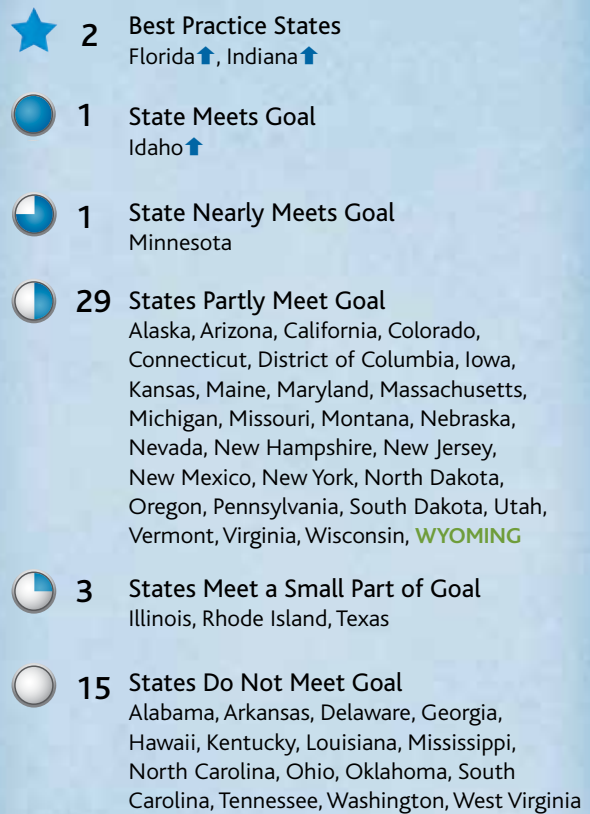 2 Best Practice States
Florida⬆, Indiana⬆
1 State Meets Goal
Idaho⬆
1 State Nearly Meets Goal
Minnesota
29 States Partly Meet Goal
Alaska, Arizona, California, Colorado,
Connecticut, District of Columbia, Iowa,
Kansas, Maine, Maryland, Massachusetts,
Michigan, Missouri, Montana, Nebraska,
Nevada, New Hampshire, New Jersey,
New Mexico, New York, North Dakota,
Oregon, Pennsylvania, South Dakota, Utah,
Vermont, Virginia, Wisconsin, WYOMING
3 States Meet a Small Part of Goal
Illinois, Rhode Island, Texas
15 States Do Not Meet Goal
Alabama, Arkansas, Delaware, Georgia,
Hawaii, Kentucky, Louisiana, Mississippi,
North Carolina, Ohio, Oklahoma, South
Carolina, Tennessee, Washington, West Virginia